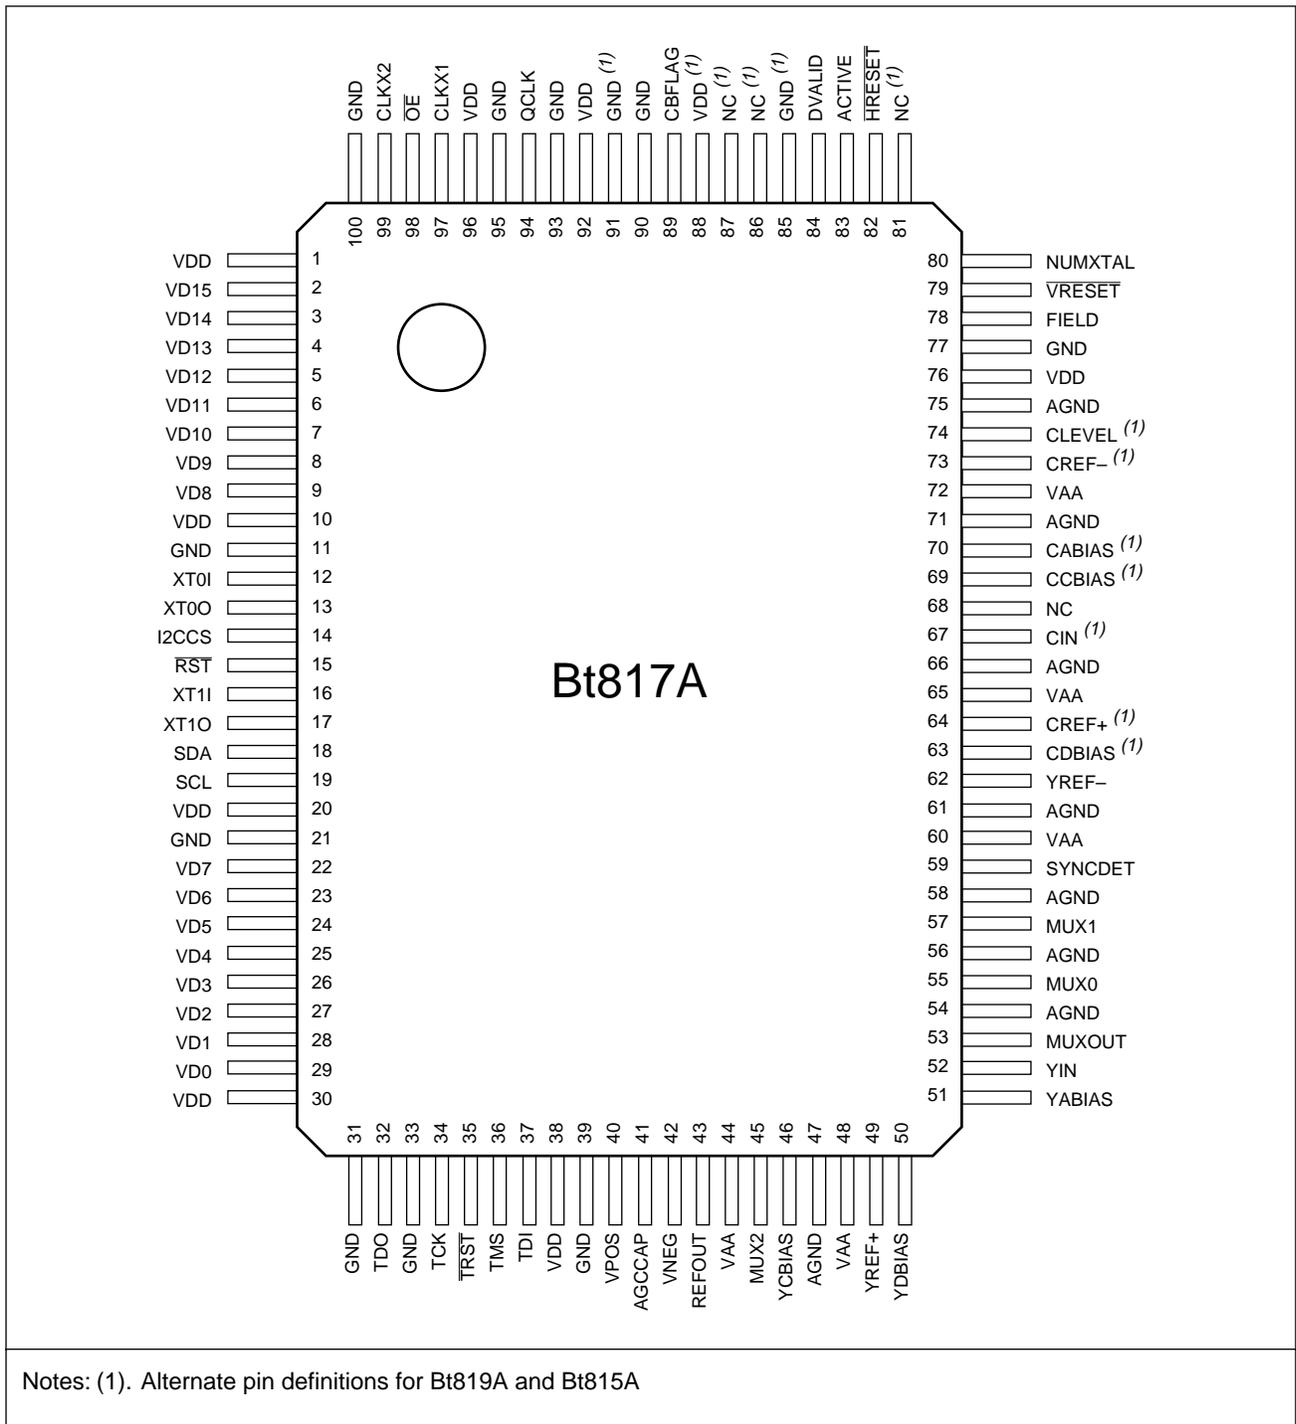 GND
CLKX2
OE
CLKX1
VDD
GND
QCLK
GND
VDD
GND (1)
GND
CBFLAG
VDD (1)
NC (1)
NC (1)
GND (1)
DVALID
ACTIVE
HRESET
NC (1)
100 99 98 97 96 95 94 93 92 91 90 89 88 87 86 85 84 83 82 81
VDD 1 80 NUMXTAL
VD15 2 79 VRESET
VD14 3 78 FIELD
VD13 4 77 GND
VD12 5 76 VDD
VD11 6 75 AGND
VD10 7 74 CLEVEL (1)
VD9 8 73 CREF– (1)
VD8 9 72 VAA
VDD 10 71 AGND
GND 11 70 CABIAS (1)
XT0I 12 69 CCBIAS (1)
XT0O 13 68 NC
I2CCS 14 67 CIN (1)
RST 15 66 AGND
Bt817A
XT1I 16 65 VAA
XT1O 17 64 CREF+ (1)
SDA 18 63 CDBIAS (1)
SCL 19 62 YREF–
VDD 20 61 AGND
GND 21 60 VAA
VD7 22 59 SYNCDET
VD6 23 58 AGND
VD5 24 57 MUX1
VD4 25 56 AGND
VD3 26 55 MUX0
VD2 27 54 AGND
VD1 28 53 MUXOUT
VD0 29 52 YIN
VDD 30 51 YABIAS
31 32 33 34 35 36 37 38 39 40 41 42 43 44 45 46 47 48 49 50
GND
TDO
GND
TCK
TRST
TMS
TDI
VDD
GND
VPOS
AGCCAP
VNEG
REFOUT
VAA
MUX2
YCBIAS
AGND
VAA
YREF+
YDBIAS
Notes: (1). Alternate pin definitions for Bt819A and Bt815A